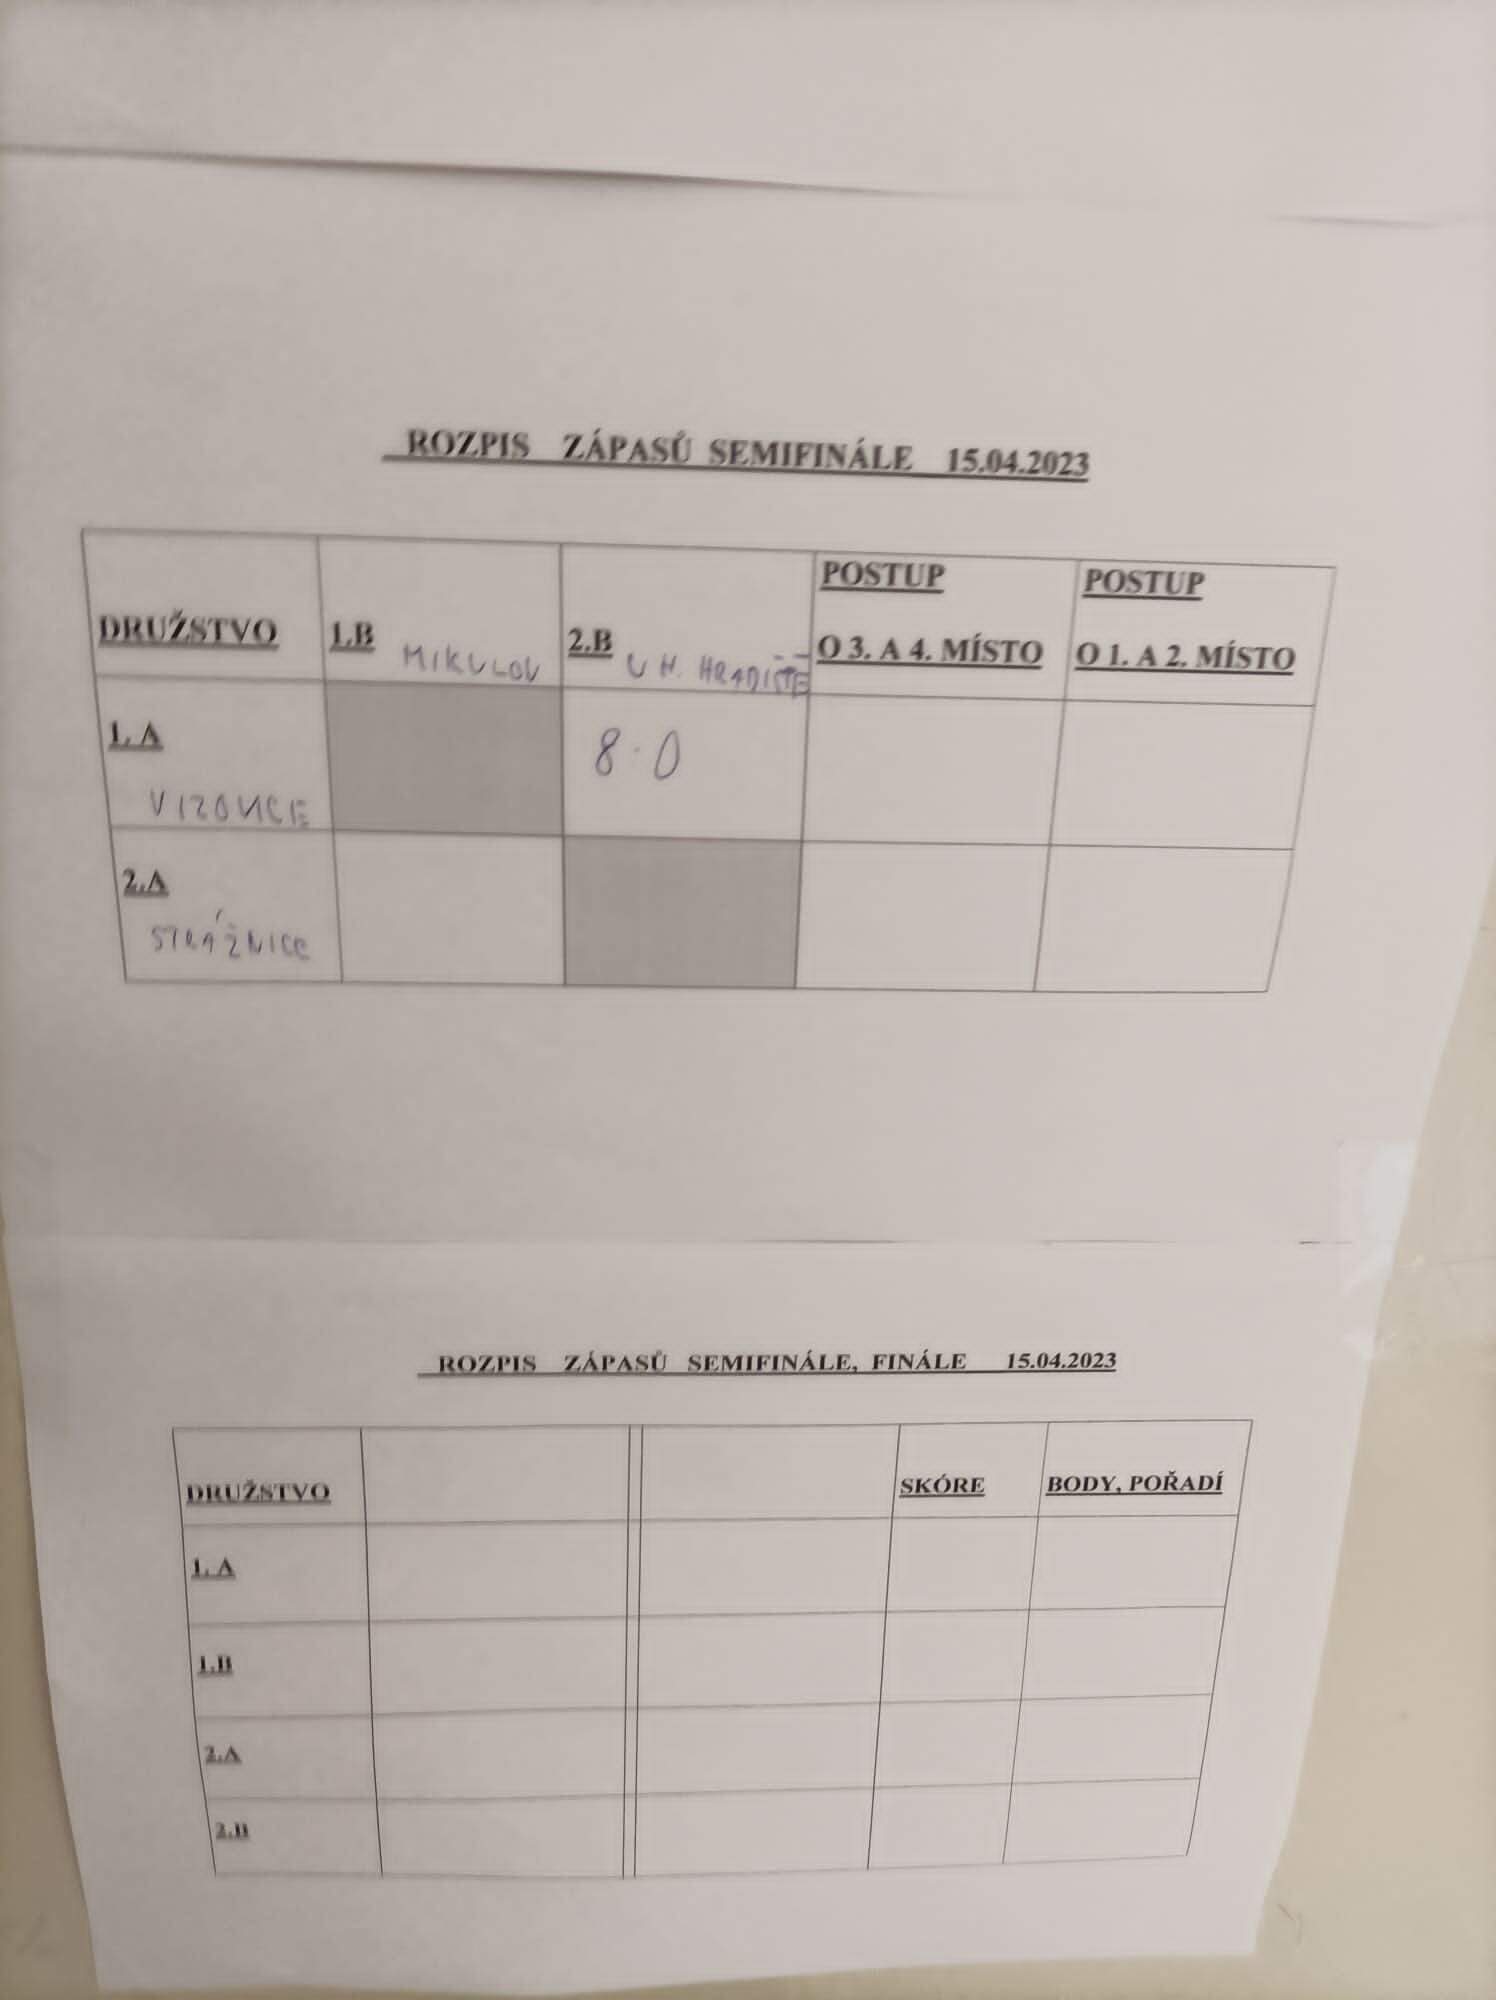 ROZPIS ZÁPASŮ SEMIFINÁLE 15.04.2023
DRUŽSTVO 1.B MIKULOV 2.B UH. HRADIŠTĚ POSTUP O 3. A 4. MÍSTO POSTUP O 1. A 2. MÍSTO
1. A VIZOVICE 8:0
2.A STRÁŽNICE
ROZPIS ZÁPASŮ SEMIFINÁLE, FINÁLE 15.04.2023
DRUŽSTVO SKÓRE BODY, POŘADÍ
1. A
1.B
2.A
2.B